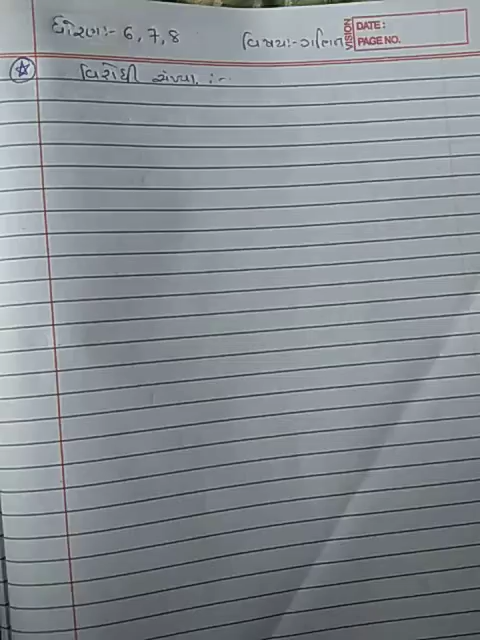 ધોરણ:- 6, 7, 8
વિષય:- ગણિત
VISION
DATE :
PAGE NO.
વિરોધી સંખ્યા :-